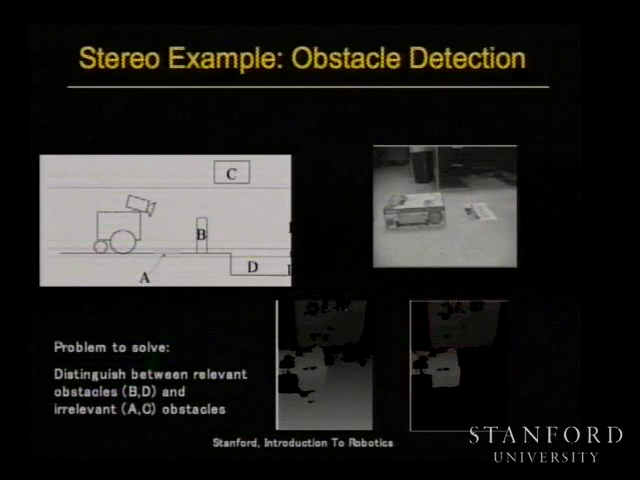 Stereo Example: Obstacle Detection
C
B
D
A
Problem to solve:
Distinguish between relevant
obstacles (B,D) and
irrelevant (A,C) obstacles
Stanford, Introduction To Robotics
STANFORD
UNIVERSITY